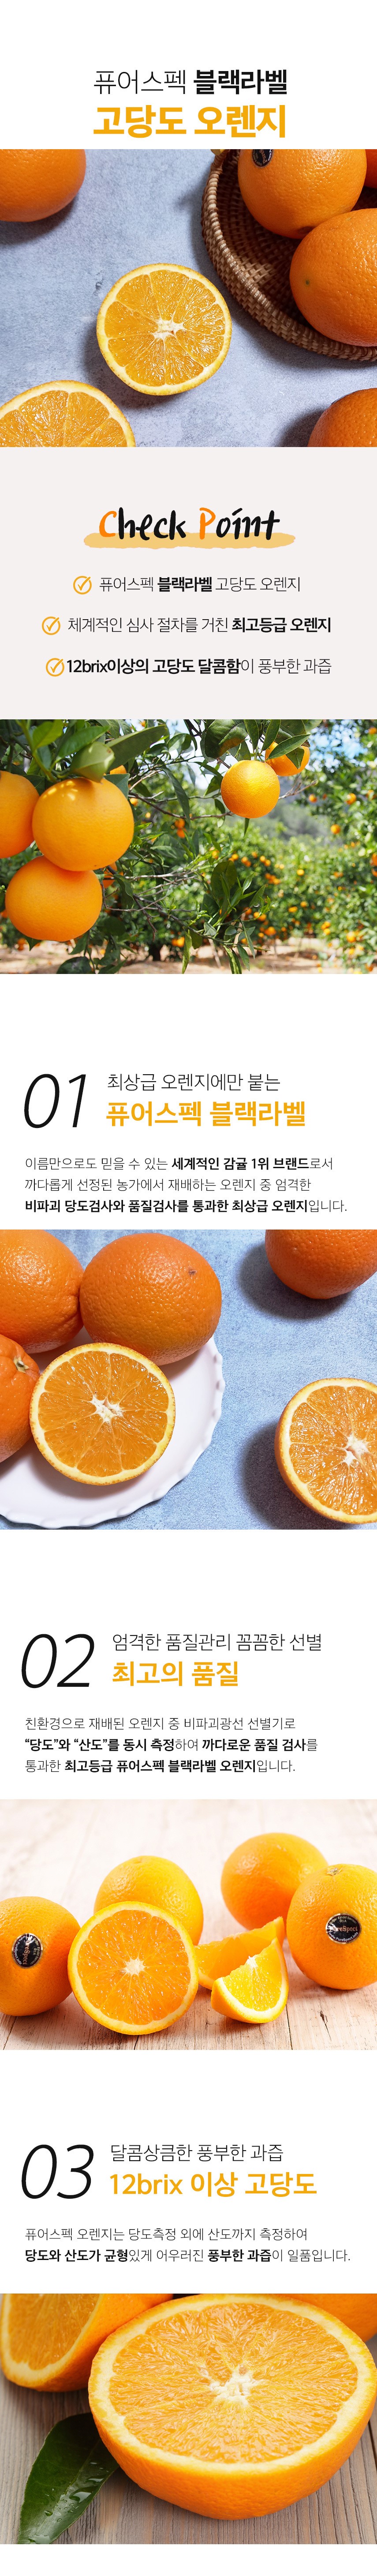 퓨어스펙 블랙라벨
고당도 오렌지
Check Point
퓨어스펙 블랙라벨 고당도 오렌지
체계적인 심사 절차를 거친 최고등급 오렌지
12brix이상의 고당도 달콤함이 풍부한 과즙
01
최상급 오렌지에만 붙는
퓨어스펙 블랙라벨
이름만으로도 믿을 수 있는 세계적인 감귤 1위 브랜드로서
까다롭게 선정된 농가에서 재배하는 오렌지 중 엄격한
비파괴 당도검사와 품질검사를 통과한 최상급 오렌지입니다.
02
엄격한 품질관리 꼼꼼한 선별
최고의 품질
친환경으로 재배된 오렌지 중 비파괴광선 선별기로
“당도”와 “산도”를 동시 측정하여 까다로운 품질 검사를
통과한 최고등급 퓨어스펙 블랙라벨 오렌지입니다.
03
달콤상큼한 풍부한 과즙
12brix 이상 고당도
퓨어스펙 오렌지는 당도측정 외에 산도까지 측정하여
당도와 산도가 균형있게 어우러진 풍부한 과즙이 일품입니다.